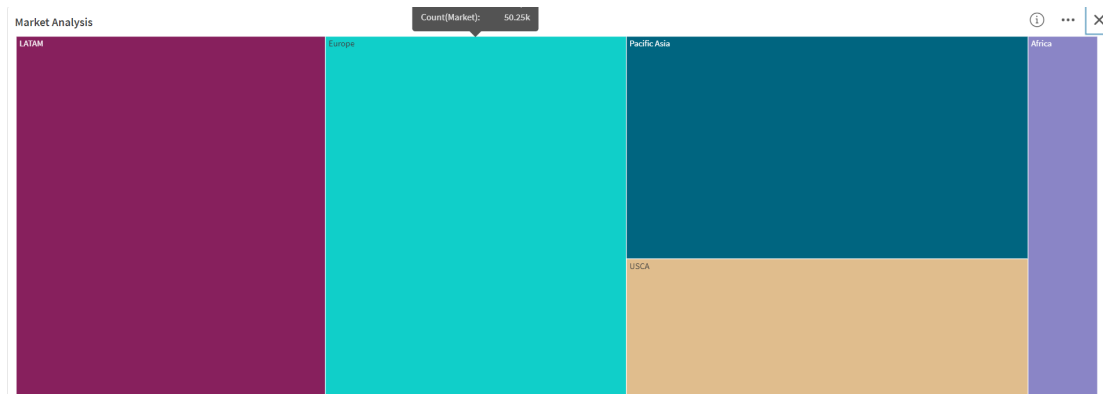 Market Analysis
Count(Market): 50.25k
LATAM
Europe
Pacific Asia
Africa
USCA